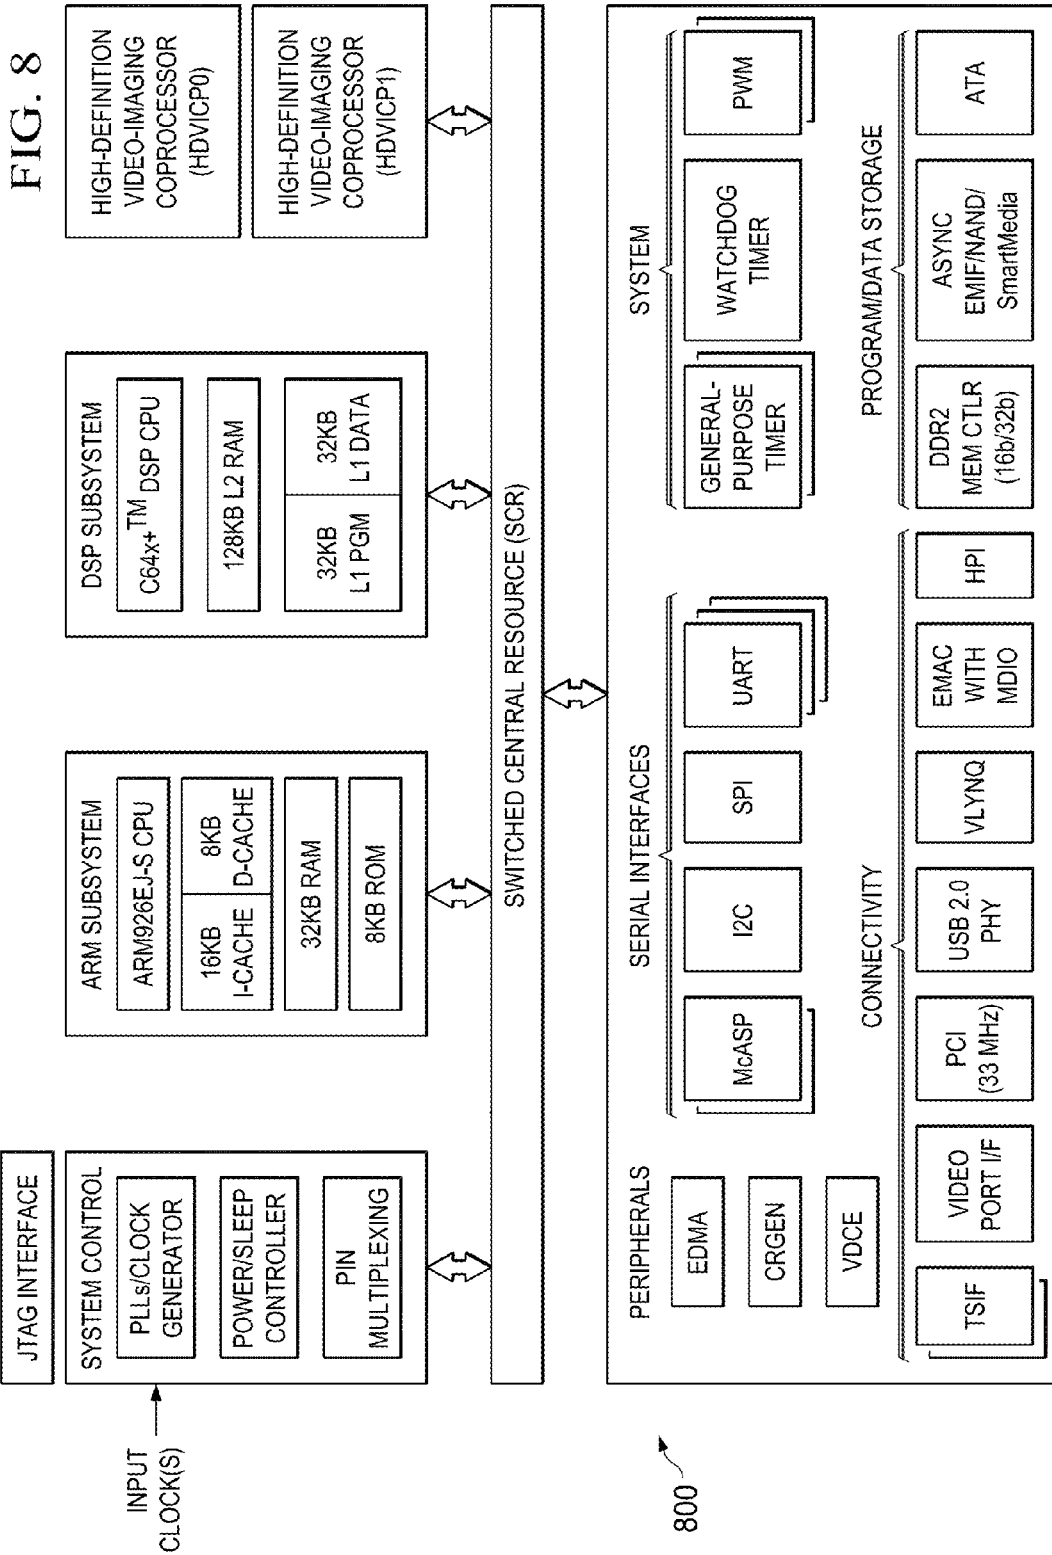 FIG. 8
JTAG INTERFACE
INPUT
CLOCK(S)
SYSTEM CONTROL
PLLs/CLOCK
GENERATOR
POWER/SLEEP
CONTROLLER
PIN
MULTIPLEXING
ARM SUBSYSTEM
ARM926EJ-S CPU
16KB
I-CACHE
8KB
D-CACHE
32KB RAM
8KB ROM
DSP SUBSYSTEM
C64x+TM DSP CPU
128KB L2 RAM
32KB
L1 PGM
32KB
L1 DATA
HIGH-DEFINITION
VIDEO-IMAGING
COPROCESSOR
(HDVICP0)
HIGH-DEFINITION
VIDEO-IMAGING
COPROCESSOR
(HDVICP1)
SWITCHED CENTRAL RESOURCE (SCR)
800
PERIPHERALS
EDMA
CRGEN
VDCE
SERIAL INTERFACES
McASP
I2C
SPI
UART
SYSTEM
GENERAL-
PURPOSE
TIMER
WATCHDOG
TIMER
PWM
CONNECTIVITY
TSIF
VIDEO
PORT I/F
PCI
(33 MHz)
USB 2.0
PHY
VLYNQ
EMAC
WITH
MDIO
HPI
PROGRAM/DATA STORAGE
DDR2
MEM CTLR
(16b/32b)
ASYNC
EMIF/NAND/
SmartMedia
ATA